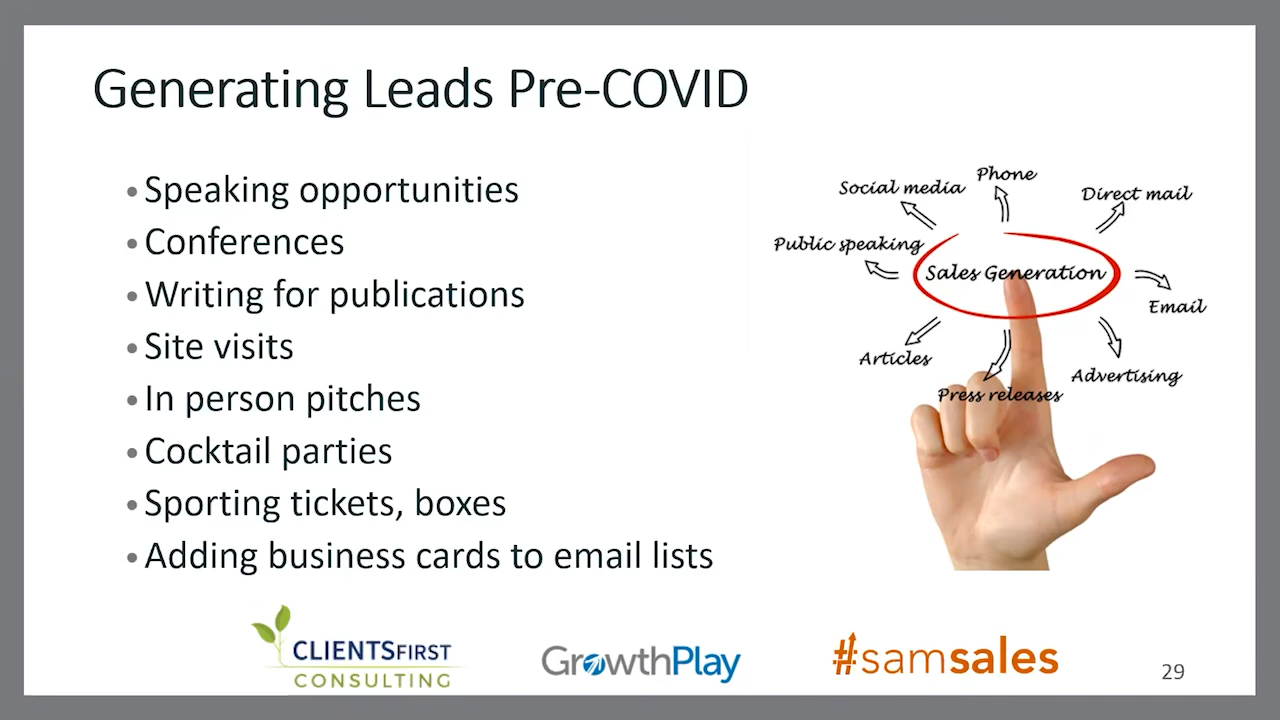 Generating Leads Pre-COVID
• Speaking opportunities
• Conferences
• Writing for publications
• Site visits
• In person pitches
• Cocktail parties
• Sporting tickets, boxes
• Adding business cards to email lists
Phone
Social media
Direct mail
Public speaking
Sales Generation
Email
Articles
Advertising
Press releases
CLIENTSFIRST
CONSULTING
GrowthPlay
#samsales
29